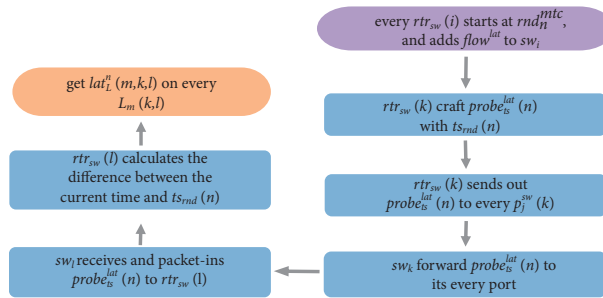 every rtr_sw (i) starts at rnd_n^mtc,
and adds flow^lat to sw_i
rtr_sw (k) craft probe_ts^lat (n)
with ts_rnd (n)
rtr_sw (k) sends out
probe_ts^lat (n) to every p_j^sw (k)
sw_k forward probe_ts^lat (n) to
its every port
sw_l receives and packet-ins
probe_ts^lat (n) to rtr_sw (l)
rtr_sw (l) calculates the
difference between the
current time and ts_rnd (n)
get lat_L^n (m,k,l) on every
L_m (k,l)